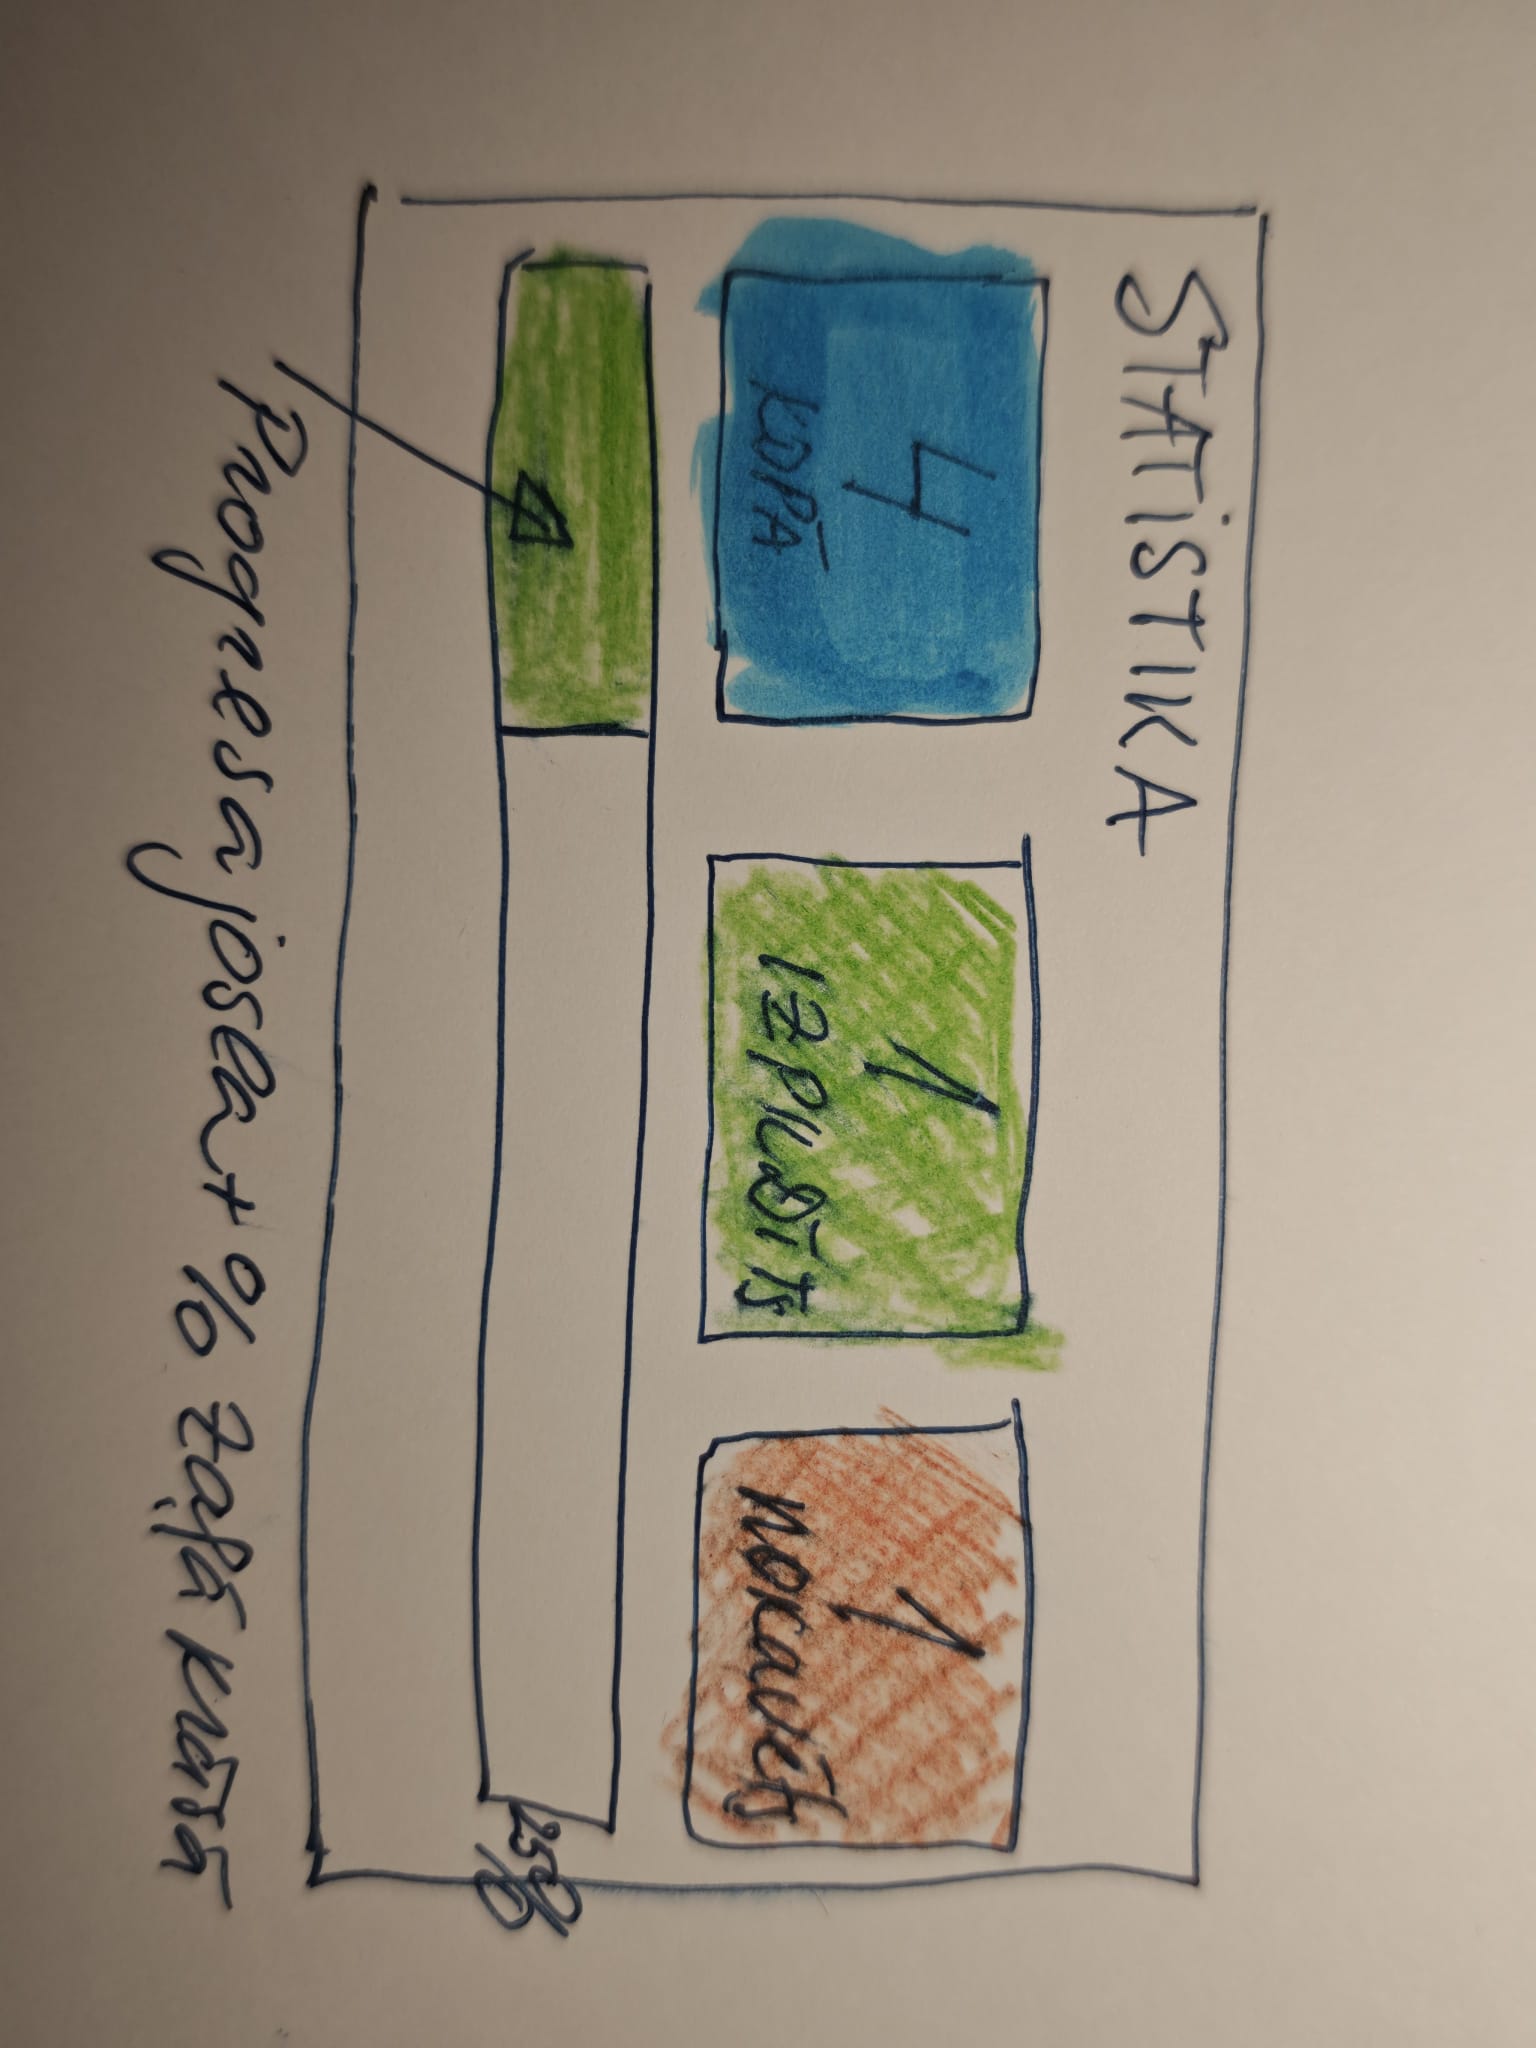 STATISTIKA
4
KOPĀ
1
IZPILDĪTS
1
NOKAVĒTS
25%
Progresa josla + % zaļā krāsā